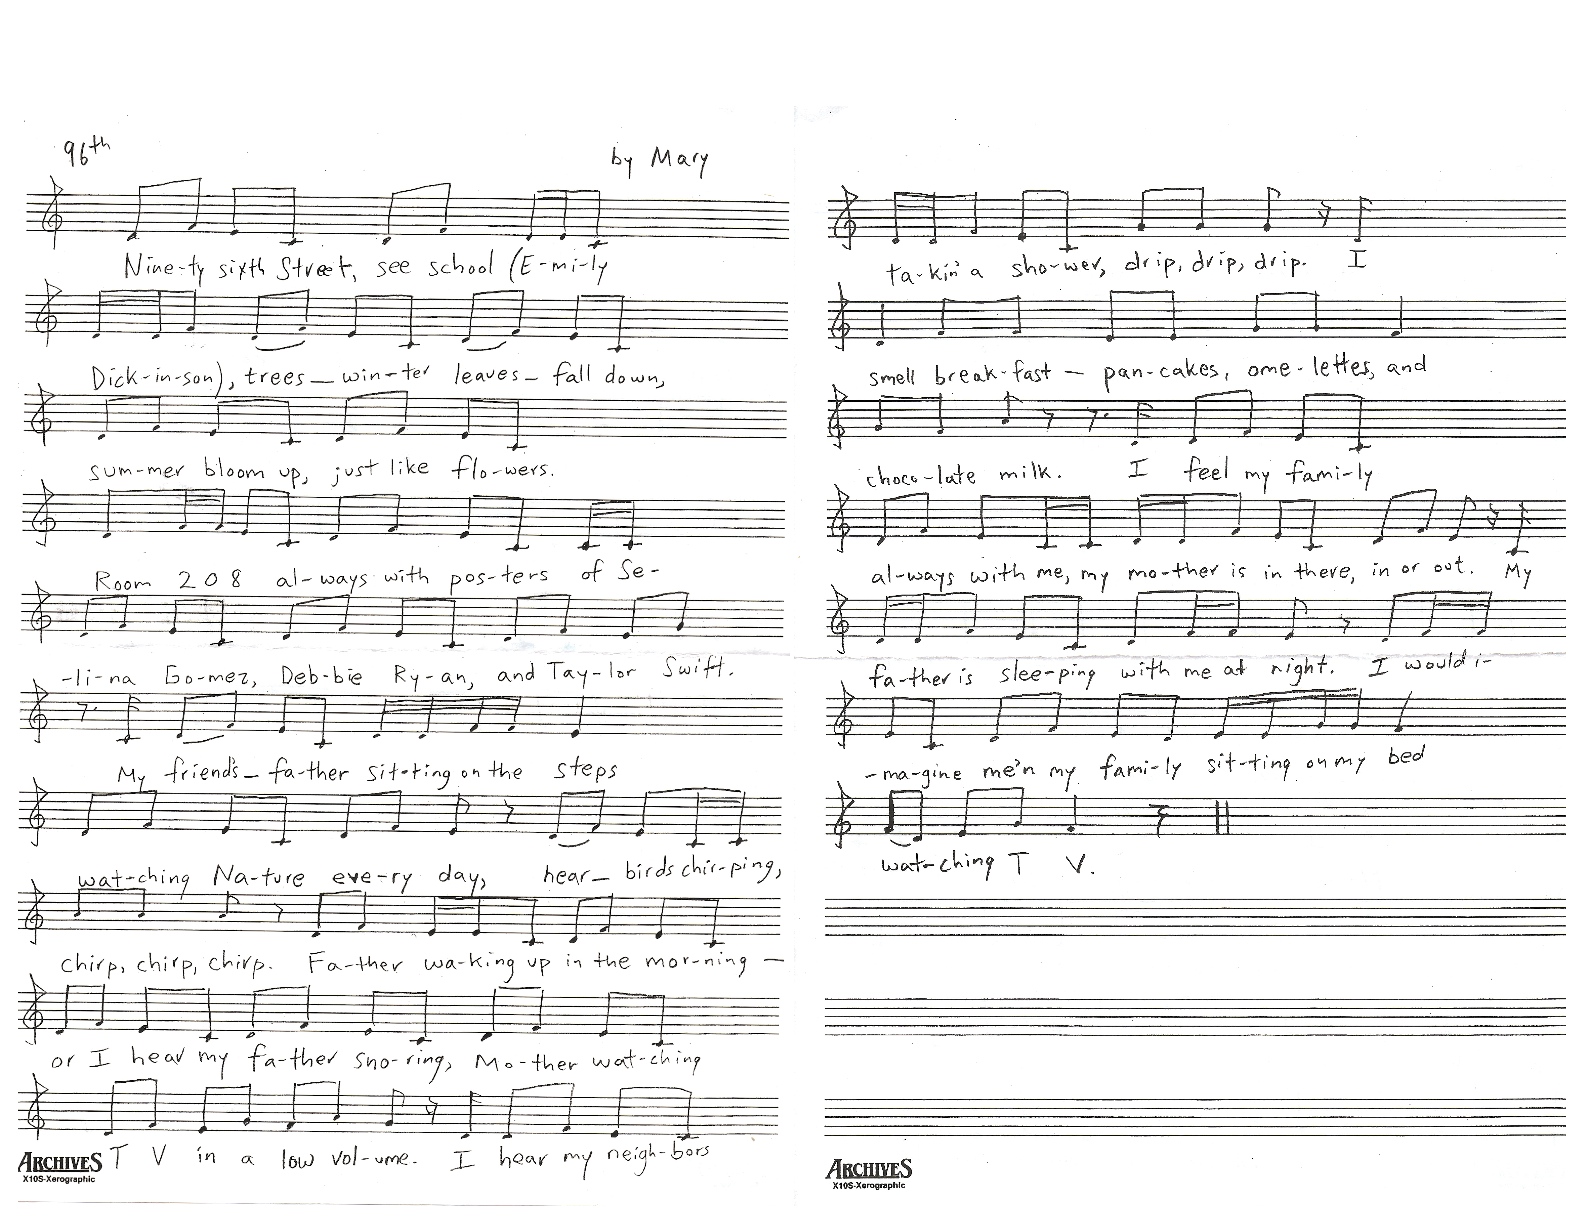 96th
by Mary
Nine-ty sixth Street, see school (E-mi-ly
Dick-in-son), trees— win-ter leaves— fall down,
sum-mer bloom up, just like flo-wers.
Room 2 0 8 al-ways with pos-ters of Se-
-li-na Go-mez, Deb-bie Ry-an, and Tay-lor Swift.
My friend's— fa-ther sit-ting on the steps
wat-ching Na-ture eve-ry day, hear— birds chir-ping,
chirp, chirp, chirp. Fa-ther wa-king up in the mor-ning —
or I hear my fa-ther sno-ring, Mo-ther wat-ching
T V in a low vol-ume. I hear my neigh-bors
ARCHIVES
X10S-Xerographic
ta-kin' a sho-wer, drip, drip, drip. I
smell break-fast — pan-cakes, ome-lettes, and
choco-late milk. I feel my fami-ly
al-ways with me, my mo-ther is in there, in or out. My
fa-ther is slee-ping with me at night. I would i-
-ma-gine me'n my fami-ly sit-ting on my bed
wat-ching T V.
ARCHIVES
X10S-Xerographic